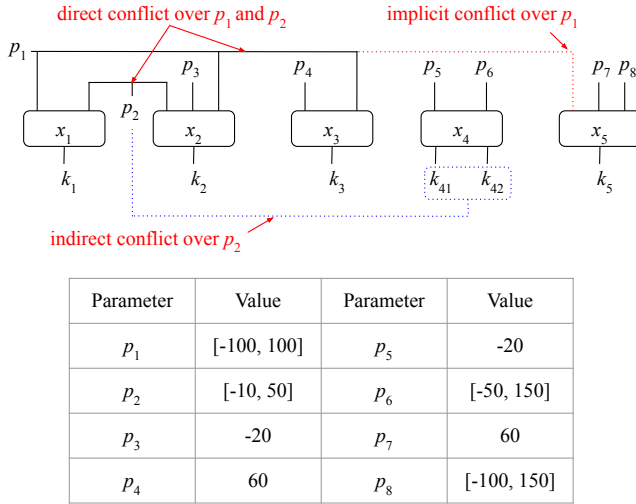 direct conflict over p1 and p2
implicit conflict over p1
p1
p3
p4
p5
p6
p7
p8
p2
x1
x2
x3
x4
x5
k1
k2
k3
k41
k42
k5
indirect conflict over p2
Parameter Value Parameter Value
p1 [-100, 100] p5 -20
p2 [-10, 50] p6 [-50, 150]
p3 -20 p7 60
p4 60 p8 [-100, 150]